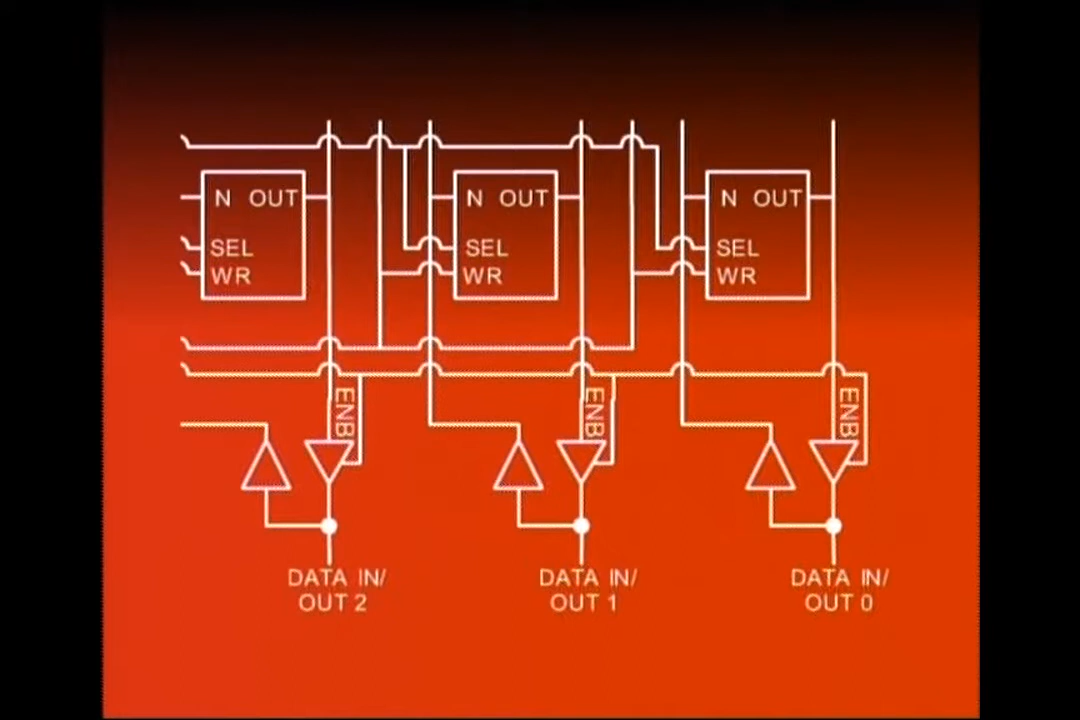 N OUT
N OUT
N OUT
SEL
SEL
SEL
WR
WR
WR
ENB
ENB
ENB
DATA IN/
OUT 2
DATA IN/
OUT 1
DATA IN/
OUT 0